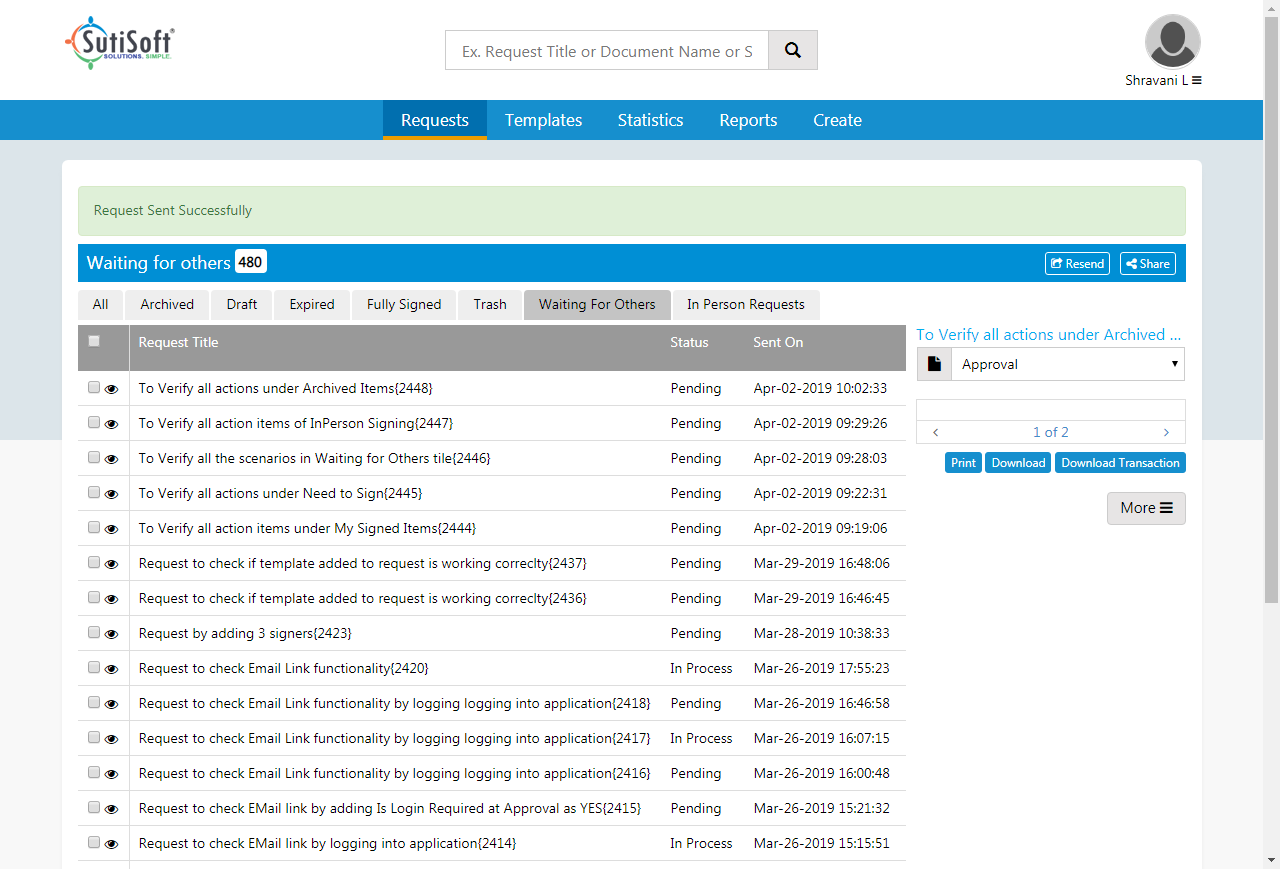 SutiSoft®
SOLUTIONS. SIMPLE.
Ex. Request Title or Document Name or S
Shravani L
Requests Templates Statistics Reports Create
Request Sent Successfully
Waiting for others 480 Resend Share
All Archived Draft Expired Fully Signed Trash Waiting For Others In Person Requests
Request Title Status Sent On
To Verify all actions under Archived Items{2448} Pending Apr-02-2019 10:02:33
To Verify all action items of InPerson Signing{2447} Pending Apr-02-2019 09:29:26
To Verify all the scenarios in Waiting for Others tile{2446} Pending Apr-02-2019 09:28:03
To Verify all actions under Need to Sign{2445} Pending Apr-02-2019 09:22:31
To Verify all action items under My Signed Items{2444} Pending Apr-02-2019 09:19:06
Request to check if template added to request is working correclty{2437} Pending Mar-29-2019 16:48:06
Request to check if template added to request is working correclty{2436} Pending Mar-29-2019 16:46:45
Request by adding 3 signers{2423} Pending Mar-28-2019 10:38:33
Request to check Email Link functionality{2420} In Process Mar-26-2019 17:55:23
Request to check Email Link functionality by logging logging into application{2418} Pending Mar-26-2019 16:46:58
Request to check Email Link functionality by logging logging into application{2417} In Process Mar-26-2019 16:07:15
Request to check Email Link functionality by logging logging into application{2416} Pending Mar-26-2019 16:00:48
Request to check EMail link by adding Is Login Required at Approval as YES{2415} Pending Mar-26-2019 15:21:32
Request to check EMail link by logging into application{2414} In Process Mar-26-2019 15:15:51
To Verify all actions under Archived ...
Approval
‹ 1 of 2 ›
Print Download Download Transaction
More